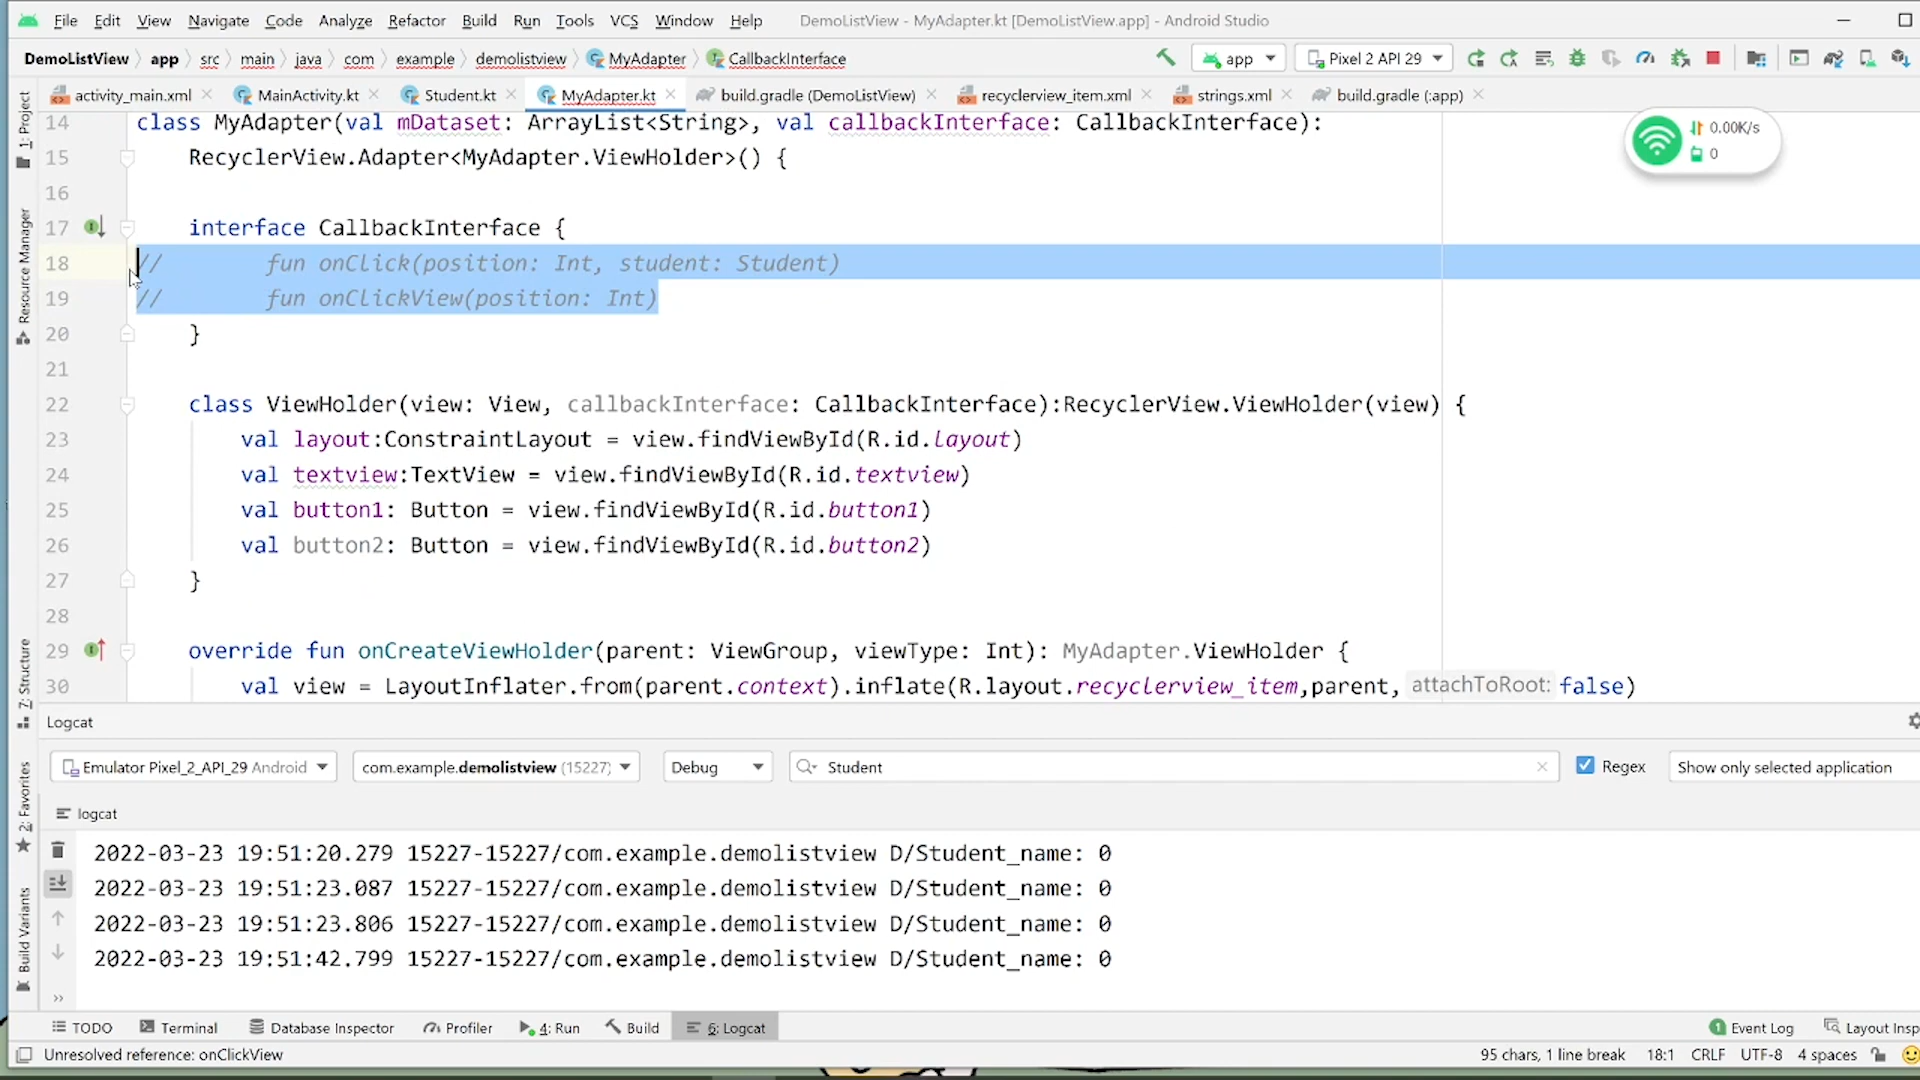 File Edit View Navigate Code Analyze Refactor Build Run Tools VCS Window Help DemoListView - MyAdapter.kt [DemoListView.app] - Android Studio
DemoListView app src main java com example demolistview MyAdapter CallbackInterface app Pixel 2 API 29
activity_main.xml MainActivity.kt Student.kt MyAdapter.kt build.gradle (DemoListView) recyclerview_item.xml strings.xml build.gradle (:app)
1: Project
Resource Manager
7: Structure
2: Favorites
Build Variants
0.00K/s
0
14 class MyAdapter(val mDataset: ArrayList<String>, val callbackInterface: CallbackInterface):
15 RecyclerView.Adapter<MyAdapter.ViewHolder>() {
16
17 interface CallbackInterface {
18 // fun onClick(position: Int, student: Student)
19 // fun onClickView(position: Int)
20 }
21
22 class ViewHolder(view: View, callbackInterface: CallbackInterface):RecyclerView.ViewHolder(view) {
23 val layout:ConstraintLayout = view.findViewById(R.id.layout)
24 val textview:TextView = view.findViewById(R.id.textview)
25 val button1: Button = view.findViewById(R.id.button1)
26 val button2: Button = view.findViewById(R.id.button2)
27 }
28
29 override fun onCreateViewHolder(parent: ViewGroup, viewType: Int): MyAdapter.ViewHolder {
30 val view = LayoutInflater.from(parent.context).inflate(R.layout.recyclerview_item,parent, attachToRoot: false)
Logcat
Emulator Pixel_2_API_29 Android com.example.demolistview (15227) Debug Student Regex Show only selected application
logcat
2022-03-23 19:51:20.279 15227-15227/com.example.demolistview D/Student_name: 0
2022-03-23 19:51:23.087 15227-15227/com.example.demolistview D/Student_name: 0
2022-03-23 19:51:23.806 15227-15227/com.example.demolistview D/Student_name: 0
2022-03-23 19:51:42.799 15227-15227/com.example.demolistview D/Student_name: 0
TODO Terminal Database Inspector Profiler 4: Run Build 6: Logcat 1 Event Log Layout Insp
Unresolved reference: onClickView 95 chars, 1 line break 18:1 CRLF UTF-8 4 spaces